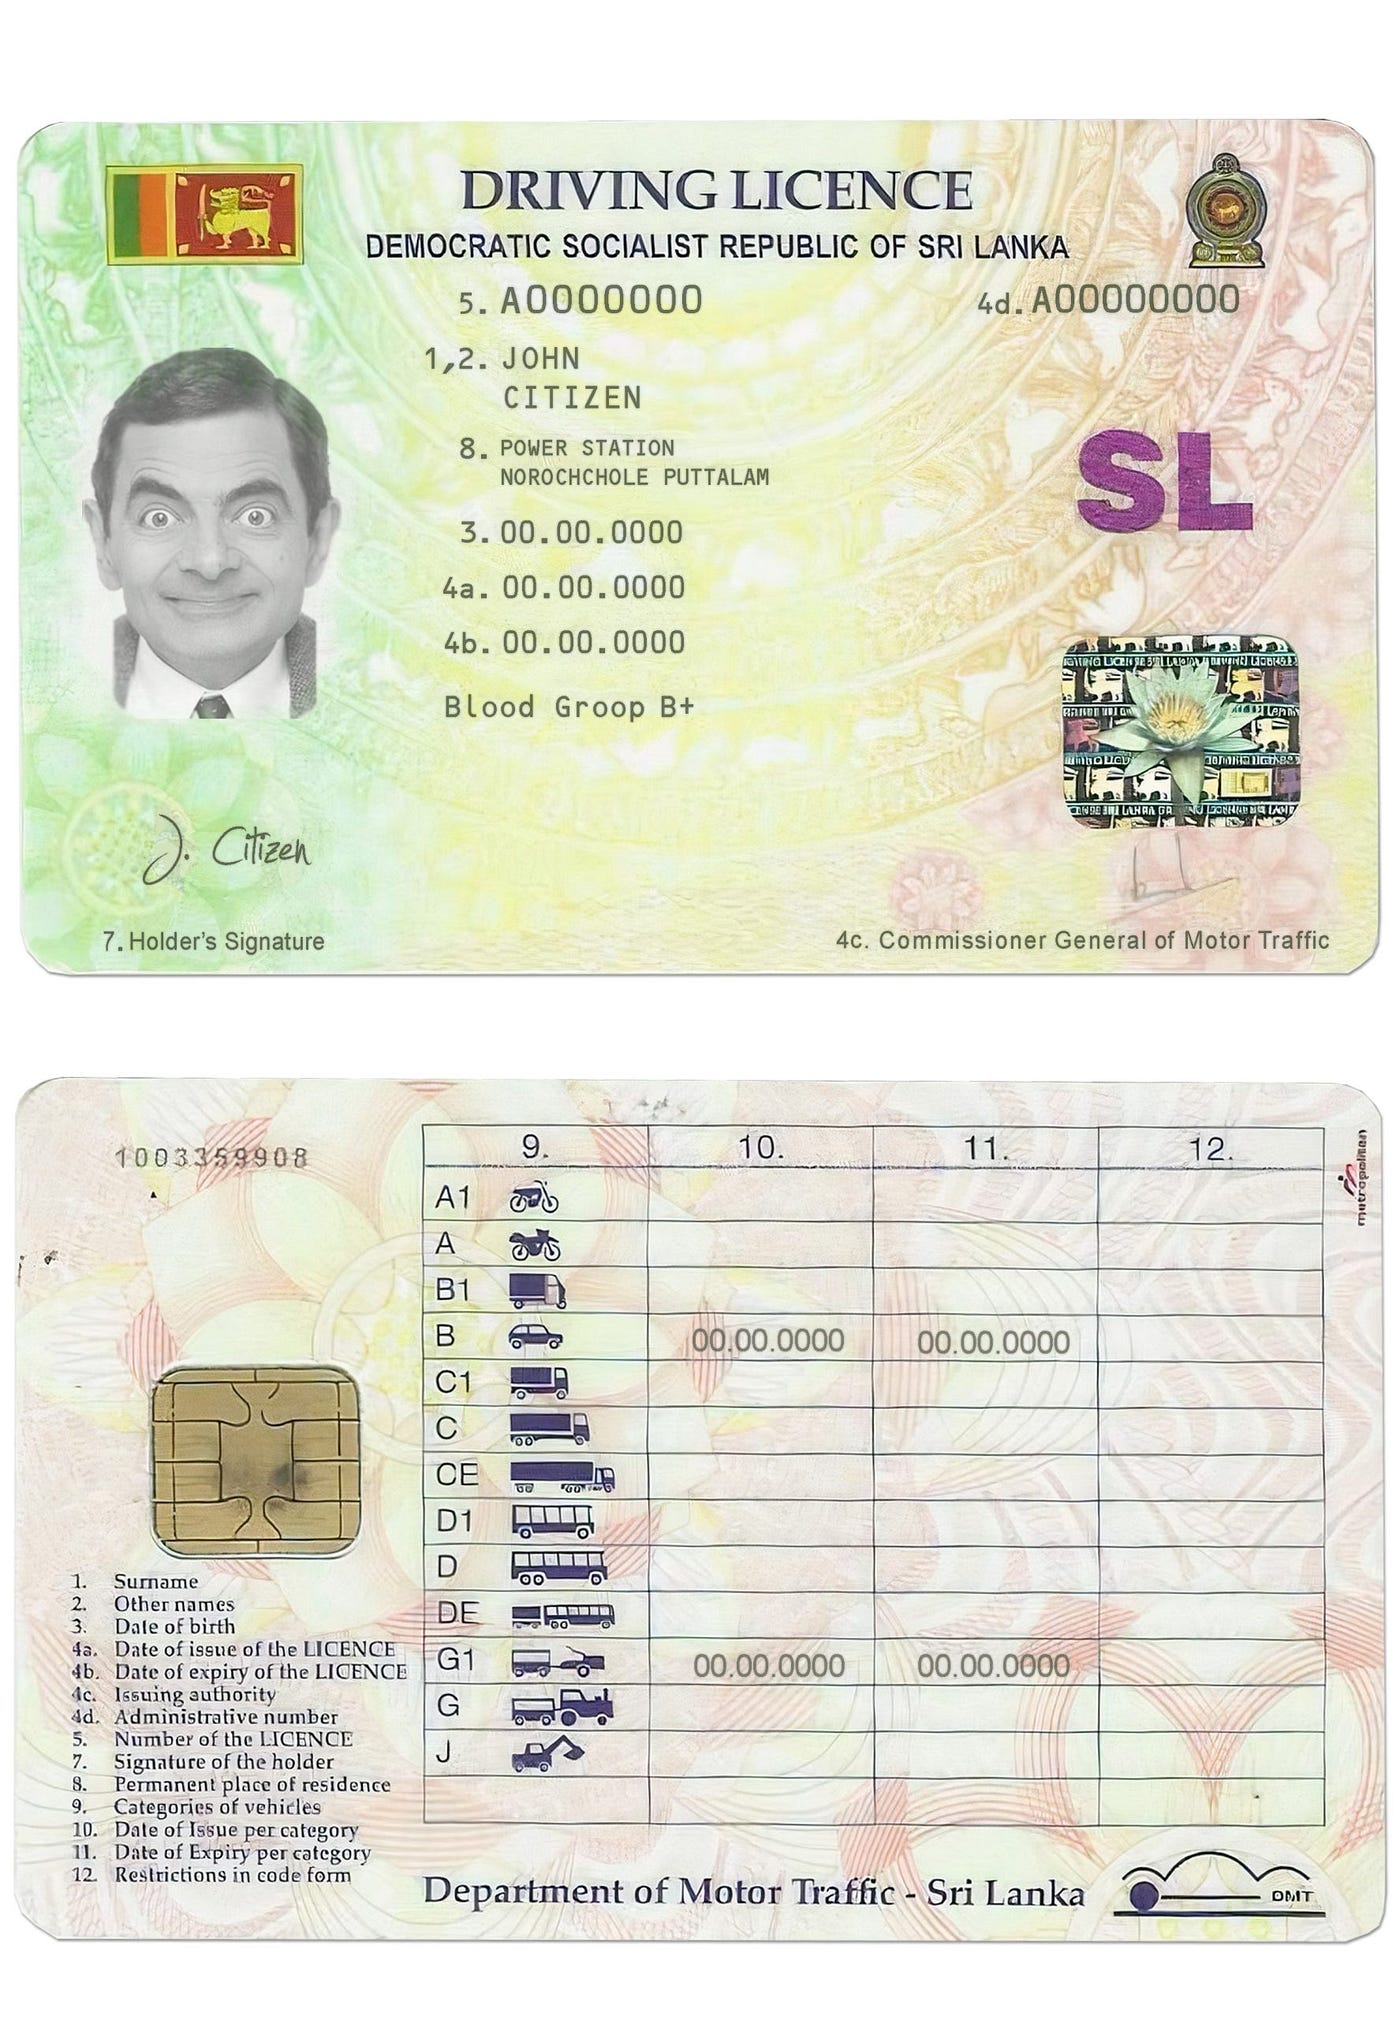 DRIVING LICENCE
DEMOCRATIC SOCIALIST REPUBLIC OF SRI LANKA
5. A0000000 4d. A00000000
1,2. JOHN
CITIZEN
8. POWER STATION
NOROCHCHOLE PUTTALAM
SL
3. 00.00.0000
4a. 00.00.0000
4b. 00.00.0000
Blood Groop B+
J. Citizen
7. Holder's Signature
4c. Commissioner General of Motor Traffic
1003359908
9. 10. 11. 12.
metropolitan
A1
A
B1
B 00.00.0000 00.00.0000
C1
C
CE
D1
D
DE
G1 00.00.0000 00.00.0000
G
J
1. Surname
2. Other names
3. Date of birth
4a. Date of issue of the LICENCE
4b. Date of expiry of the LICENCE
4c. Issuing authority
4d. Administrative number
5. Number of the LICENCE
7. Signature of the holder
8. Permanent place of residence
9. Categories of vehicles
10. Date of Issue per category
11. Date of Expiry per category
12. Restrictions in code form
Department of Motor Traffic - Sri Lanka
DMT